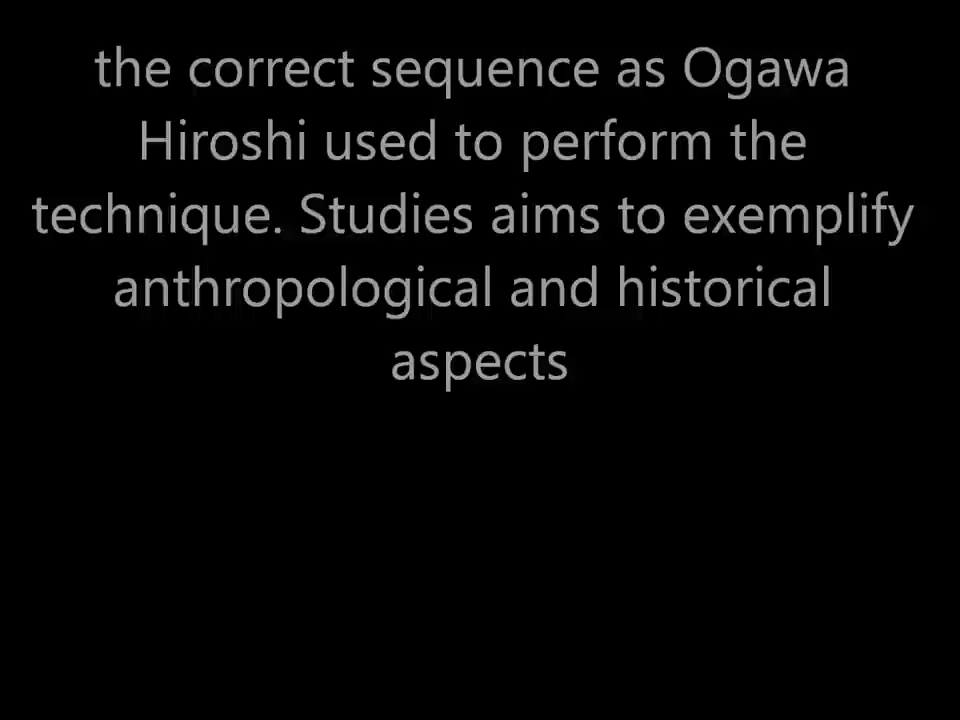 the correct sequence as Ogawa
Hiroshi used to perform the
technique. Studies aims to exemplify
anthropological and historical
aspects